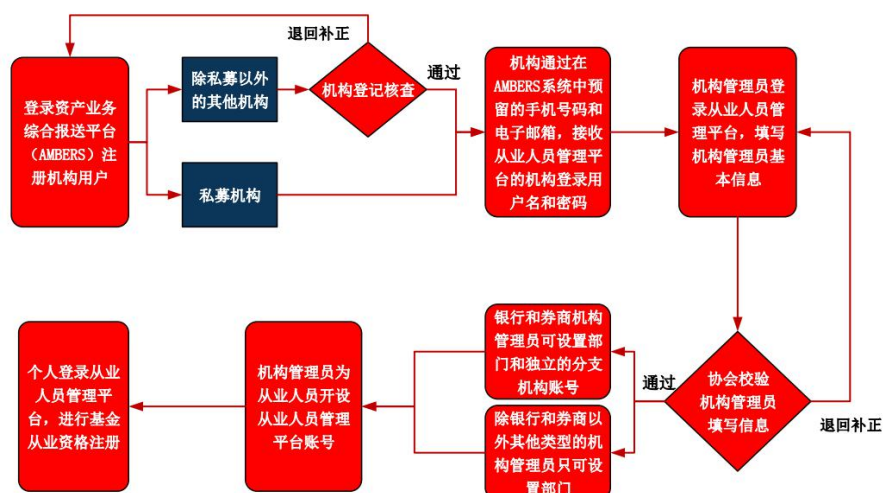 退回补正
登录资产业务
综合报送平台
（AMBERS）注
册机构用户
除私募以外
的其他机构
私募机构
机构登记核查
通过
机构通过在
AMBERS系统中预
留的手机号码和
电子邮箱，接收
从业人员管理平
台的机构登录用
户名和密码
机构管理员登
录从业人员管
理平台，填写
机构管理员基
本信息
协会校验
机构管理员
填写信息
退回补正
通过
银行和券商机构
管理员可设置部
门和独立的分支
机构账号
除银行和券商以
外其他类型的机
构管理员只可设
置部门
机构管理员为
从业人员开设
从业人员管理
平台账号
个人登录从业
人员管理平
台，进行基金
从业资格注册